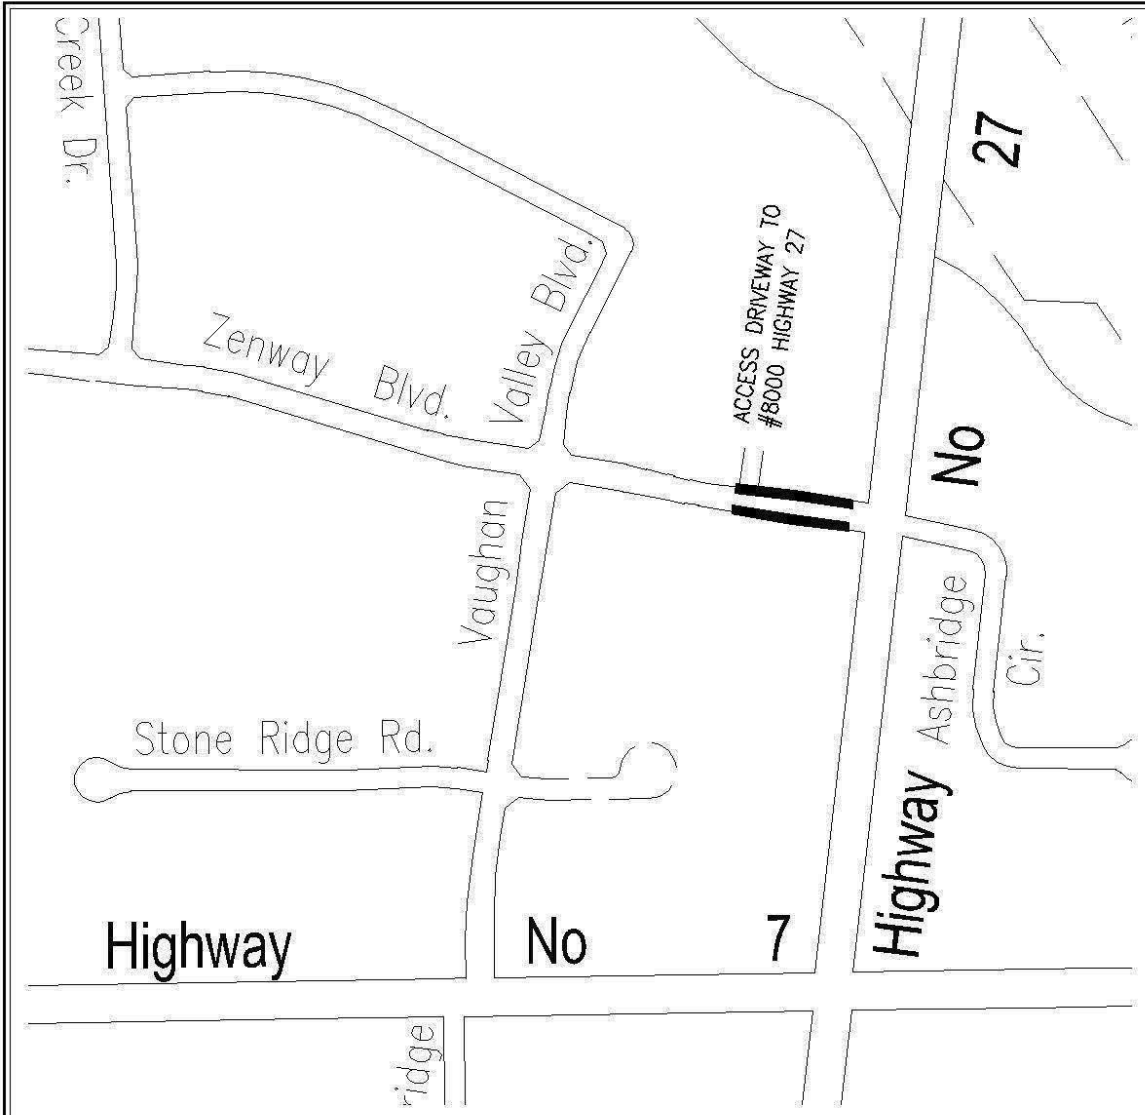 Creek Dr.
27
ACCESS DRIVEWAY TO
#8000 HIGHWAY 27
Zenway Blvd.
Valley Blvd.
No
Vaughan
Ashbridge Cir.
Stone Ridge Rd.
Highway
Highway No 7
ridge